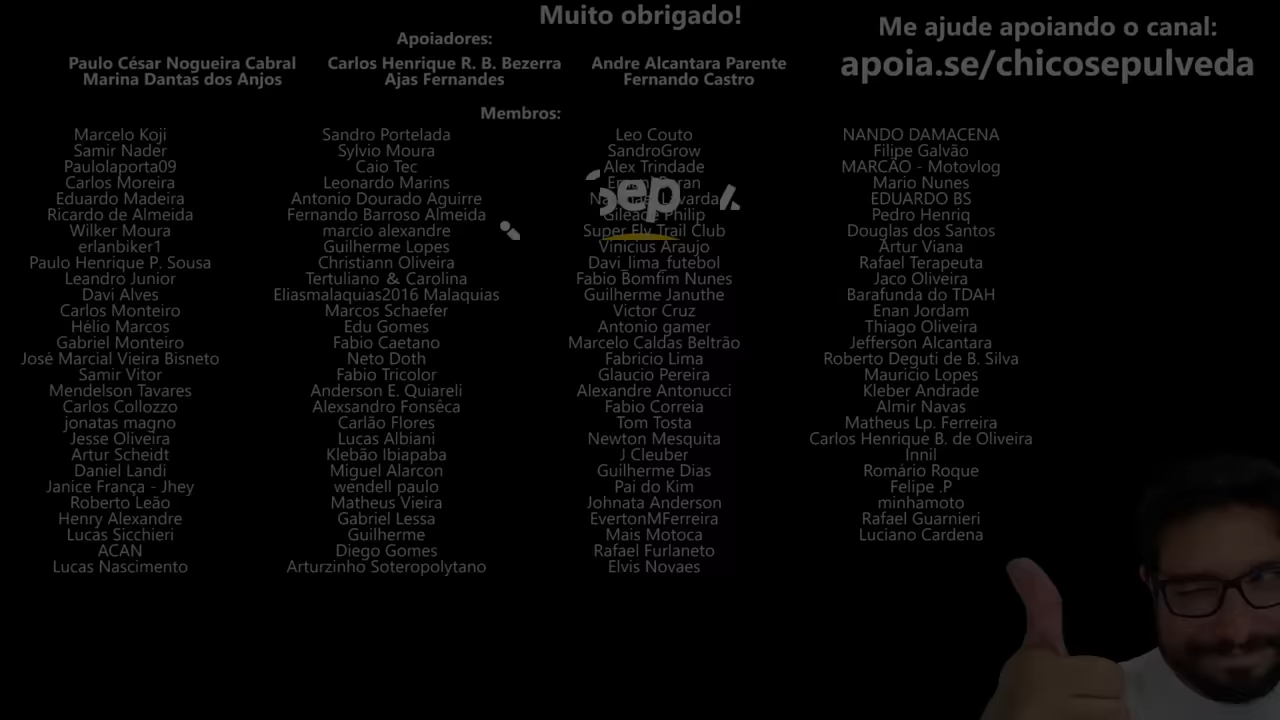 Muito obrigado!
Me ajude apoiando o canal:
apoia.se/chicosepulveda
Apoiadores:
Paulo César Nogueira Cabral
Marina Dantas dos Anjos
Carlos Henrique R. B. Bezerra
Ajas Fernandes
Andre Alcantara Parente
Fernando Castro
Membros:
Marcelo Koji
Samir Nader
Paulolaporta09
Carlos Moreira
Eduardo Madeira
Ricardo de Almeida
Wilker Moura
erlanbiker1
Paulo Henrique P. Sousa
Leandro Junior
Davi Alves
Carlos Monteiro
Hélio Marcos
Gabriel Monteiro
José Marcial Vieira Bisneto
Samir Vitor
Mendelson Tavares
Carlos Collozzo
jonatas magno
Jesse Oliveira
Artur Scheidt
Daniel Landi
Janice França - Jhey
Roberto Leão
Henry Alexandre
Lucas Sicchieri
ACAN
Lucas Nascimento
Sandro Portelada
Sylvio Moura
Caio Tec
Leonardo Marins
Antonio Dourado Aguirre
Fernando Barroso Almeida
marcio alexandre
Guilherme Lopes
Christiann Oliveira
Tertuliano & Carolina
Eliasmalaquias2016 Malaquias
Marcos Schaefer
Edu Gomes
Fabio Caetano
Neto Doth
Fabio Tricolor
Anderson E. Quiareli
Alexsandro Fonsêca
Carlão Flores
Lucas Albiani
Klebão Ibiapaba
Miguel Alarcon
wendell paulo
Matheus Vieira
Gabriel Lessa
Guilherme
Diego Gomes
Arturzinho Soteropolytano
Leo Couto
SandroGrow
Alex Trindade
Sep
Gileade Philip
Super Fly Trail Club
Vinicius Araujo
Davi_lima_futebol
Fabio Bomfim Nunes
Guilherme Januthe
Victor Cruz
Antonio gamer
Marcelo Caldas Beltrão
Fabricio Lima
Glaucio Pereira
Alexandre Antonucci
Fabio Correia
Tom Tosta
Newton Mesquita
J Cleuber
Guilherme Dias
Pai do Kim
Johnata Anderson
EvertonMFerreira
Mais Motoca
Rafael Furlaneto
Elvis Novaes
NANDO DAMACENA
Filipe Galvão
MARCÃO - Motovlog
Mario Nunes
EDUARDO BS
Pedro Henriq
Douglas dos Santos
Artur Viana
Rafael Terapeuta
Jaco Oliveira
Barafunda do TDAH
Enan Jordam
Thiago Oliveira
Jefferson Alcantara
Roberto Deguti de B. Silva
Mauricio Lopes
Kleber Andrade
Almir Navas
Matheus Lp. Ferreira
Carlos Henrique B. de Oliveira
Innil
Romário Roque
Felipe .P
minhamoto
Rafael Guarnieri
Luciano Cardena